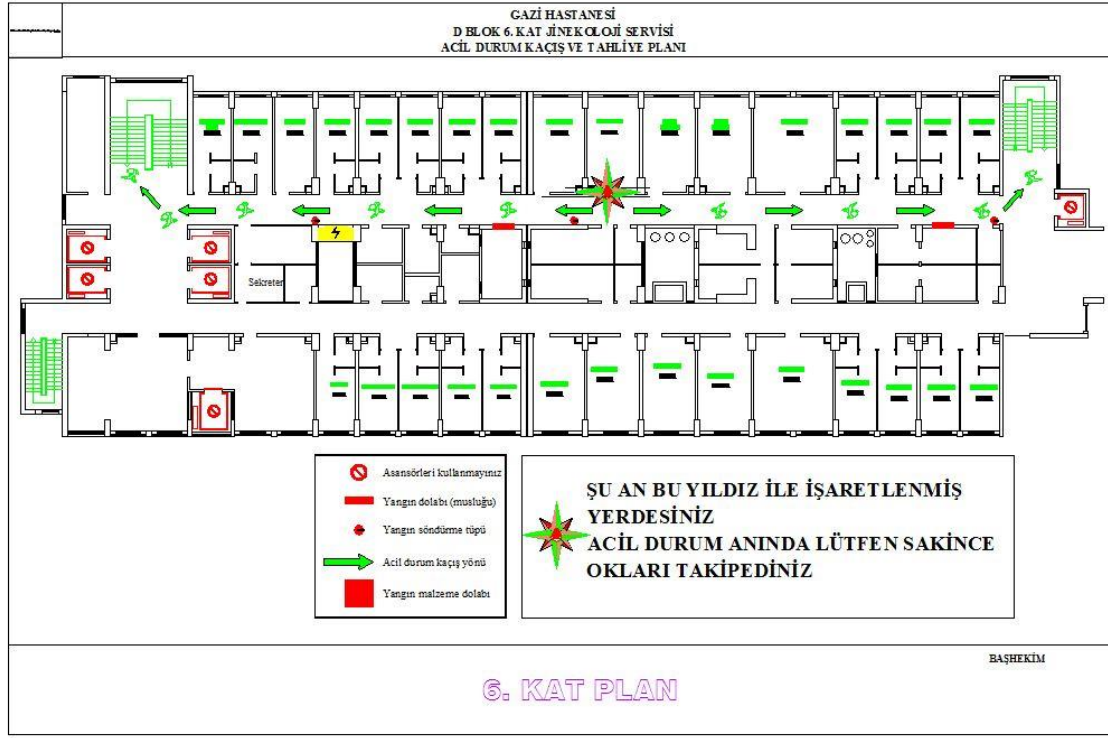 GAZİ HASTANESİ
D BLOK 6. KAT JİNEKOLOJİ SERVİSİ
ACİL DURUM KAÇIŞ VE TAHLİYE PLANI
Sekreter
Asansörleri kullanmayınız
Yangın dolabı (musluğu)
Yangın söndürme tüpü
Acil durum kaçış yönü
Yangın malzeme dolabı
ŞU AN BU YILDIZ İLE İŞARETLENMİŞ
YERDESİNİZ
ACİL DURUM ANINDA LÜTFEN SAKİNCE
OKLARI TAKİPEDİNİZ
BAŞHEKİM
6. KAT PLAN